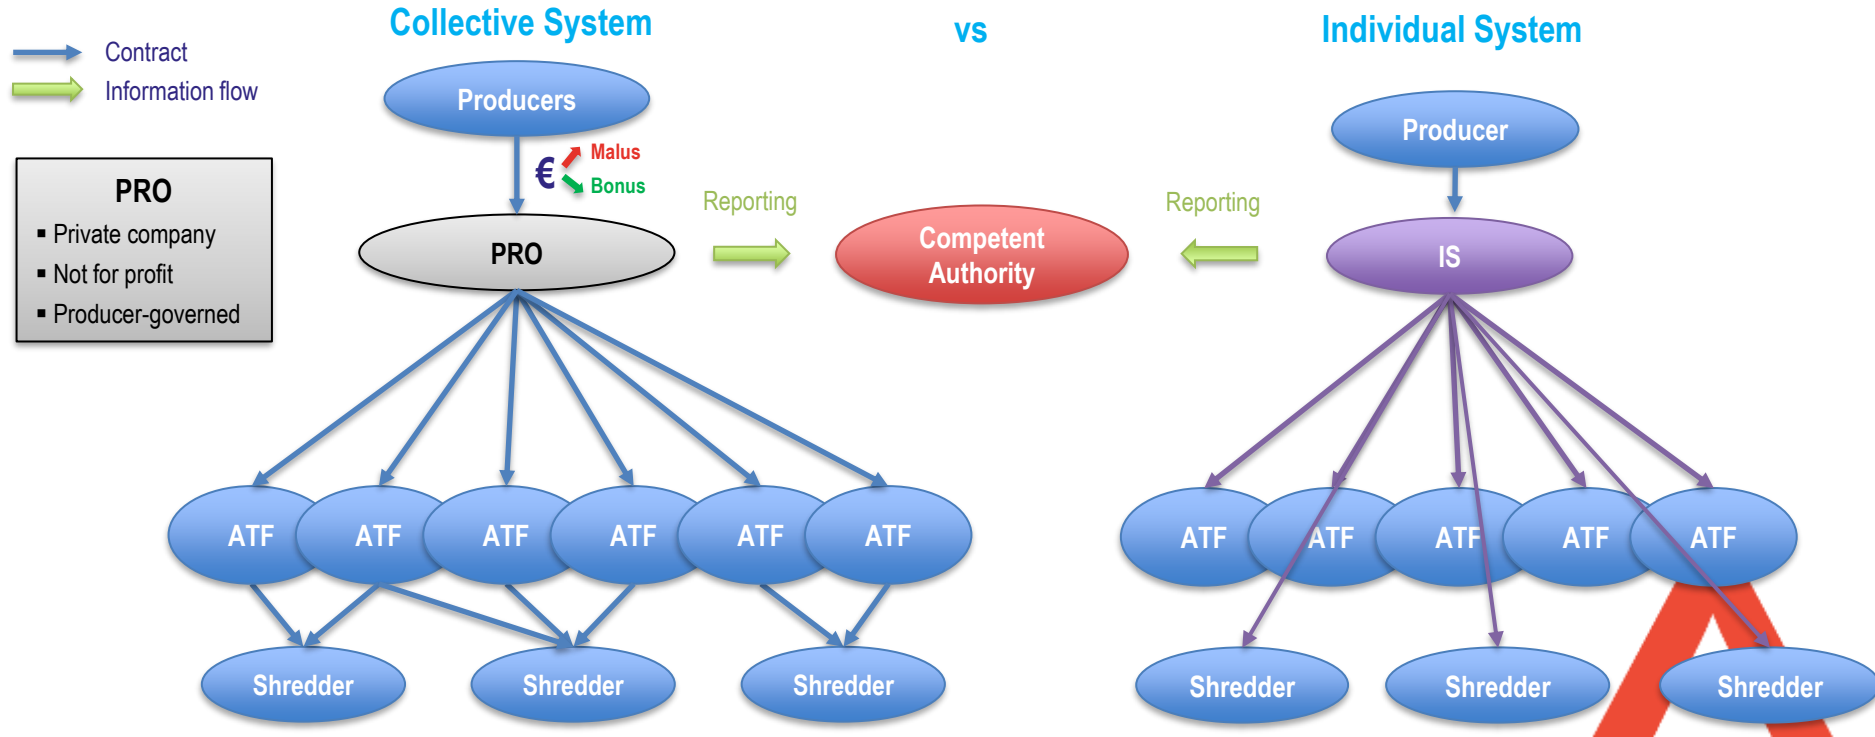 Collective System
vs
Individual System
Contract
Information flow
Producers
€
Malus
Bonus
Producer
PRO
▪ Private company
▪ Not for profit
▪ Producer-governed
PRO
Reporting
Competent
Authority
Reporting
IS
ATF
ATF
ATF
ATF
ATF
ATF
ATF
ATF
ATF
ATF
ATF
Shredder
Shredder
Shredder
Shredder
Shredder
Shredder